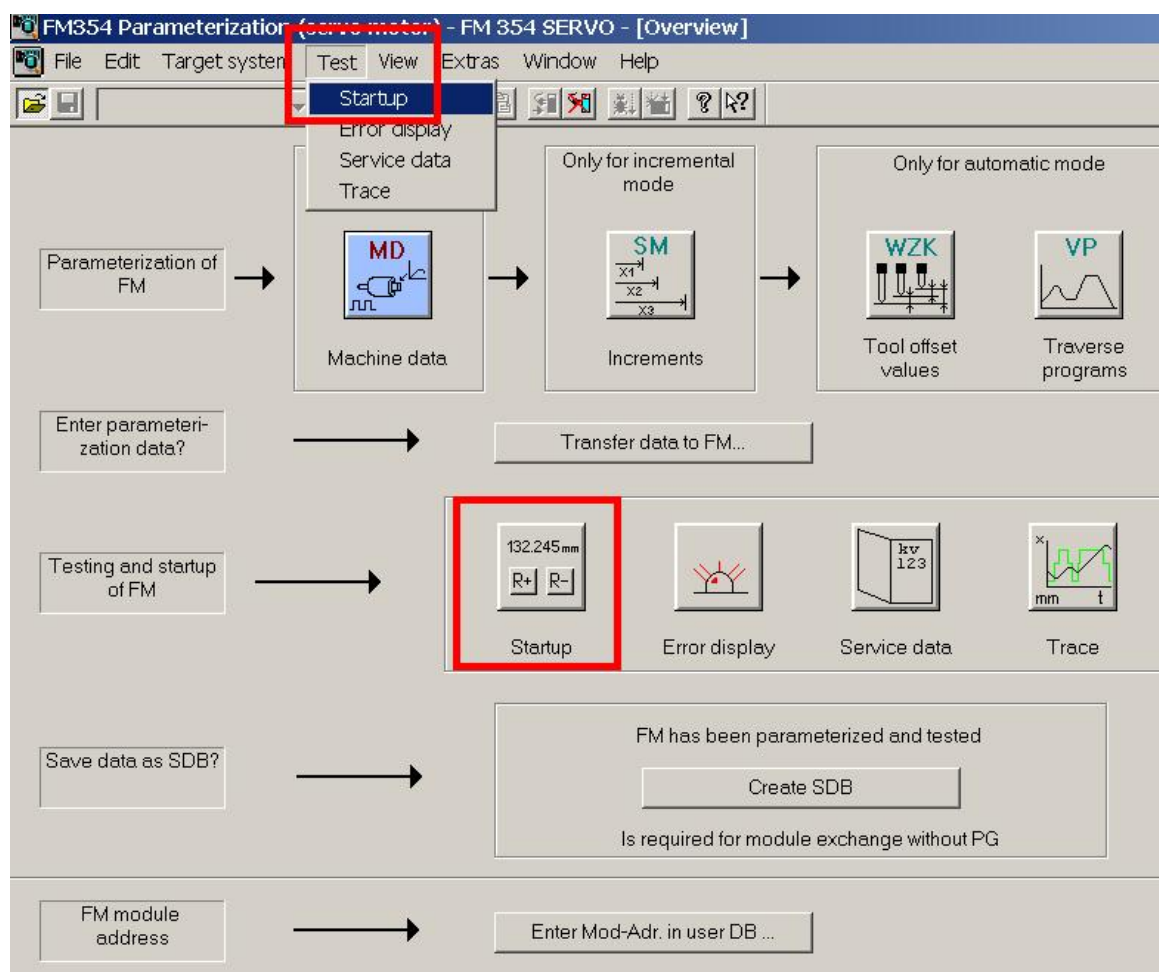 FM354 Parameterization (servo motor) - FM 354 SERVO - [Overview]
File Edit Target system Test View Extras Window Help
Startup
Error display
Service data
Trace
Only for incremental
mode
Only for automatic mode
Parameterization of
FM
MD
Machine data
SM
X1
X2
X3
Increments
WZK
Tool offset
values
VP
Traverse
programs
Enter parameteri-
zation data?
Transfer data to FM...
Testing and startup
of FM
132.245 mm
R+ R-
Startup
Error display
kv
123
Service data
x
mm t
Trace
Save data as SDB?
FM has been parameterized and tested
Create SDB
Is required for module exchange without PG
FM module
address
Enter Mod-Adr. in user DB ...